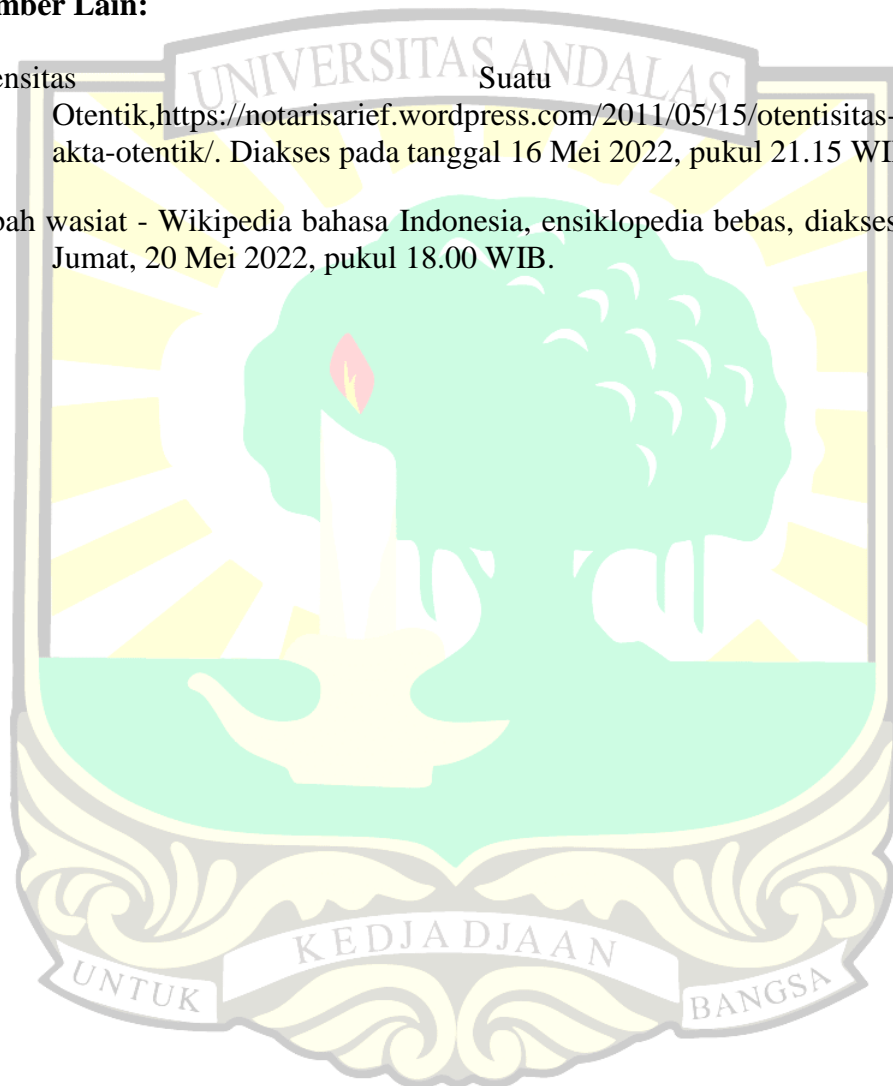 mber Lain:
UNIVERSITAS ANDALAS
ensitas Suatu
Otentik,https://notarisarief.wordpress.com/2011/05/15/otentisitas-
akta-otentik/. Diakses pada tanggal 16 Mei 2022, pukul 21.15 WI
bah wasiat - Wikipedia bahasa Indonesia, ensiklopedia bebas, diakses
Jumat, 20 Mei 2022, pukul 18.00 WIB.
UNTUK KEDJADJAAN BANGSA